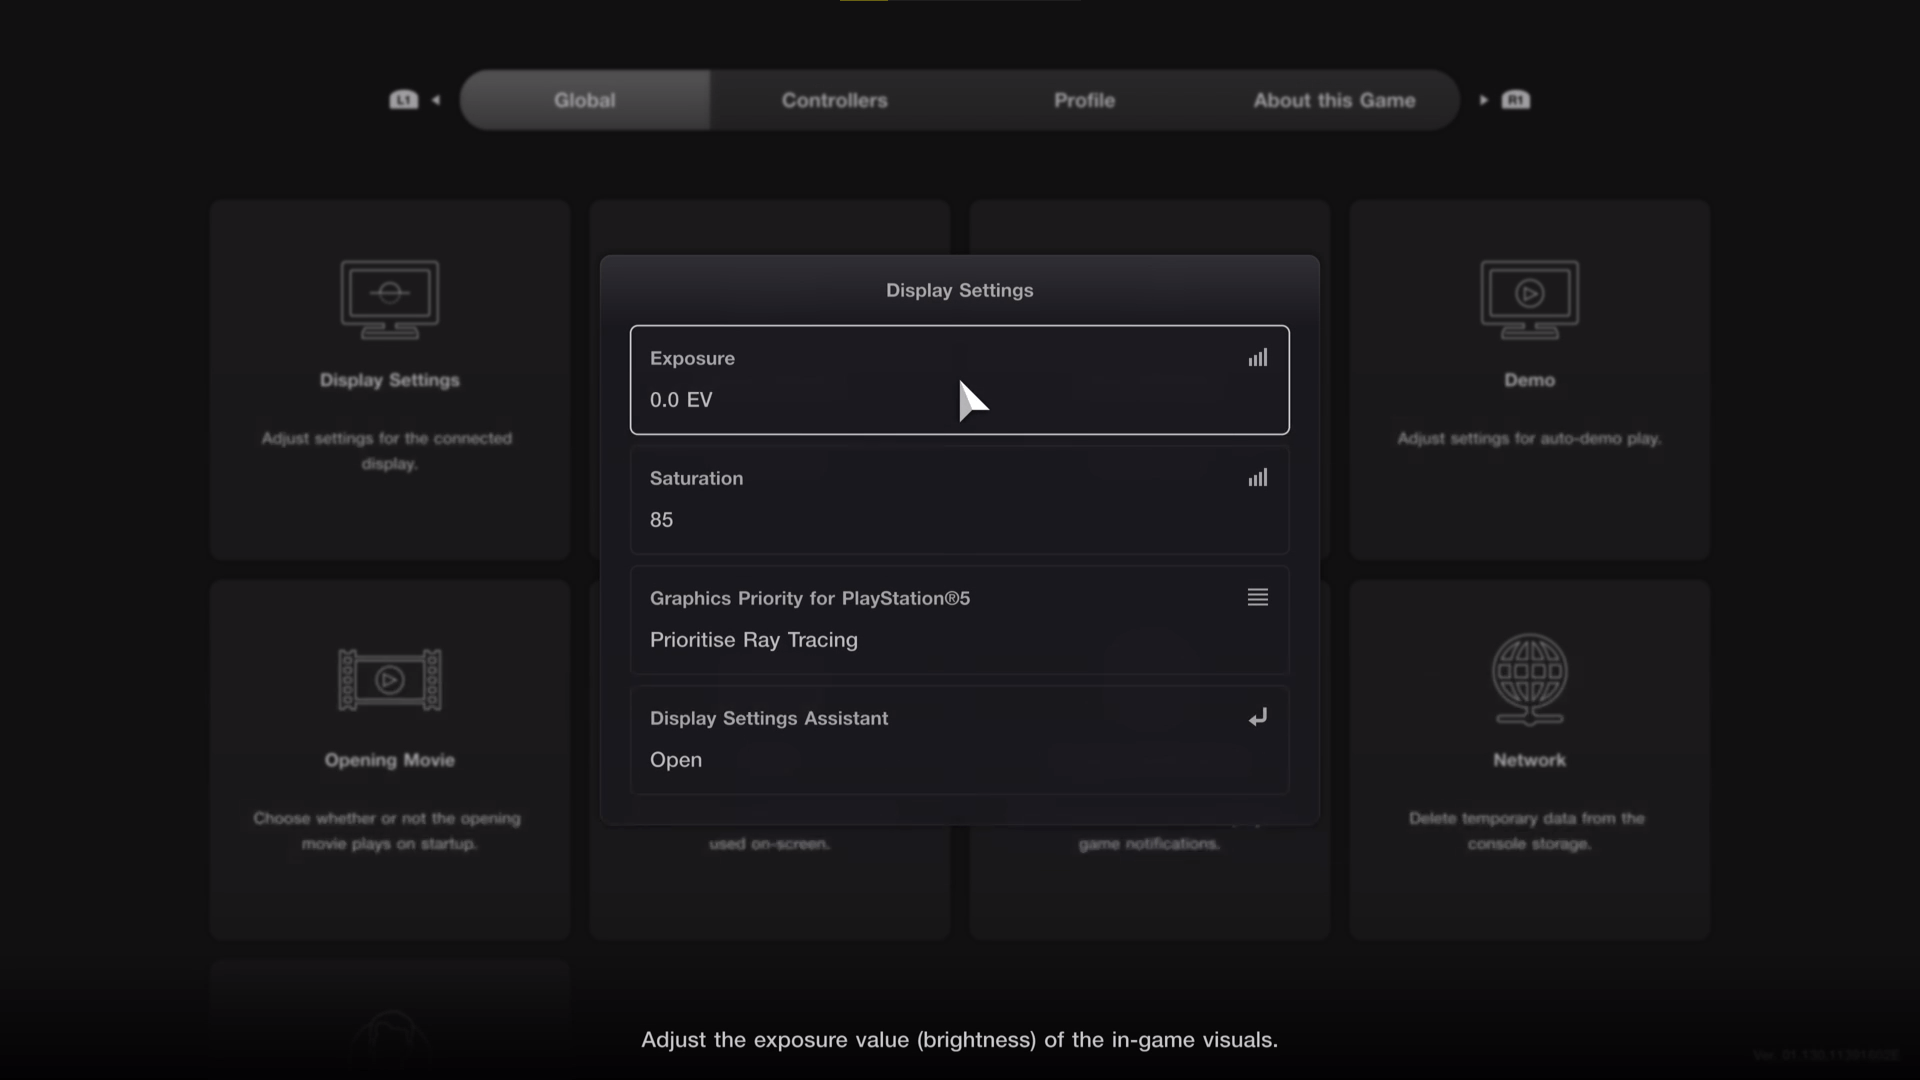 L1
Global
Controllers
Profile
About this Game
R1
Display Settings
Exposure
0.0 EV
Saturation
85
Graphics Priority for PlayStation®5
Prioritise Ray Tracing
Display Settings Assistant
Open
Display Settings
Adjust settings for the connected
display.
Demo
Adjust settings for auto-demo play.
Opening Movie
Choose whether or not the opening
movie plays on startup.
used on-screen.
game notifications.
Network
Delete temporary data from the
console storage.
Adjust the exposure value (brightness) of the in-game visuals.